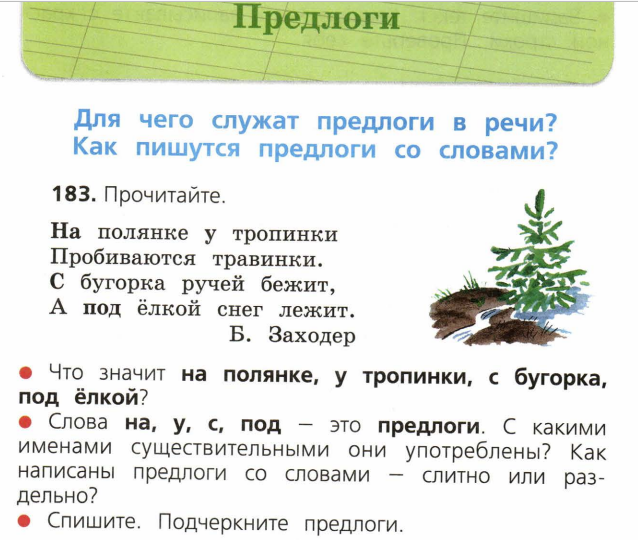 Предлоги
Для чего служат предлоги в речи?
Как пишутся предлоги со словами?
183. Прочитайте.
На полянке у тропинки
Пробиваются травинки.
С бугорка ручей бежит,
А под ёлкой снег лежит.
Б. Заходер
● Что значит на полянке, у тропинки, с бугорка,
под ёлкой?
● Слова на, у, с, под – это предлоги. С какими
именами существительными они употреблены? Как
написаны предлоги со словами – слитно или раз-
дельно?
● Спишите. Подчеркните предлоги.